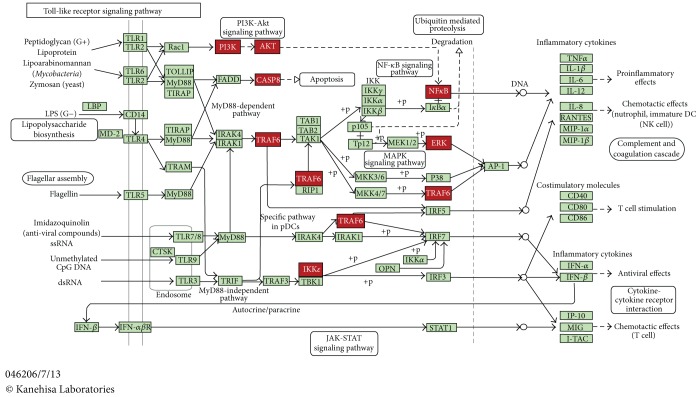 Toll-like receptor signaling pathway
PI3K-Akt
signaling pathway
Ubiquitin mediated
proteolysis
Degradation
Inflammatory cytokines
Peptidoglycan (G+)
Lipoprotein
Lipoarabinomannan
(Mycobacteria)
Zymosan (yeast)
TLR1
TLR2
Rac1
PI3K
AKT
TLR6
TLR2
TOLLIP
MyD88
TIRAP
FADD
CASP8
Apoptosis
NF-κB signaling
pathway
IKK
IKKγ
IKKα
IKKβ
NFκB
IκBα
DNA
TNFα
IL-1β
IL-6
IL-12
Proinflammatory
effects
MyD88-dependent pathway
LBP
LPS (G−)
CD14
Lipopolysaccharide
biosynthesis
MD-2
TLR4
TIRAP
MyD88
IRAK4
IRAK1
TRAF6
TAB1
TAB2
TAK1
+p
+p
+p
p105
Tp12
+p
MEK1/2
ERK
IL-8
RANTES
MIP-1α
MIP-1β
Chemotactic effects
(nutrophil, immature DC
(NK cell))
Complement and
coagulation cascade
MAPK
signaling pathway
TRAM
Flagellar assembly
Flagellin
TLR5
MyD88
TRAF6
RIP1
+p
+p
MKK3/6
MKK4/7
P38
TRAF6
AP-1
Costimulatory molecules
CD40
CD80
CD86
T cell stimulation
IRF5
Specific pathway
in pDCs
TRAF6
Imidazoquinolin
(anti-viral compounds)
ssRNA
TLR7/8
MyD88
IRAK4
IRAK1
+p
IRF7
Unmethylated
CpG DNA
CTSK
TLR9
IKKα
OPN
Inflammatory cytokines
IFN-α
IFN-β
Antiviral effects
dsRNA
TLR3
Endosome
TRIF
TRAF3
IKKε
TBK1
+p
+p
IRF3
MyD88-independent
pathway
Autocrine/paracrine
Cytokine-
cytokine receptor
interaction
IFN-β
IFN-αβR
JAK-STAT
signaling pathway
STAT1
IP-10
MIG
I-TAC
Chemotactic effects
(T cell)
046206/7/13
© Kanehisa Laboratories